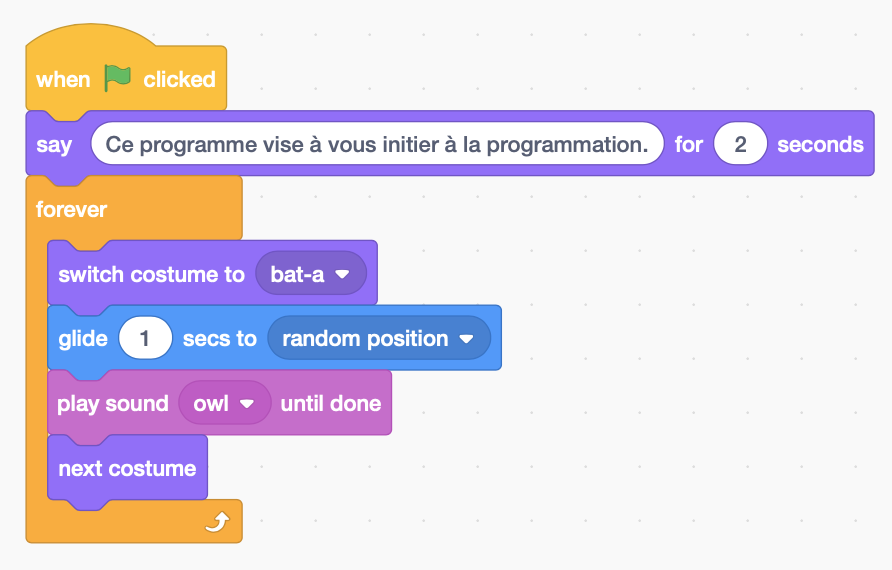 when clicked
say Ce programme vise à vous initier à la programmation. for 2 seconds
forever
switch costume to bat-a
glide 1 secs to random position
play sound owl until done
next costume